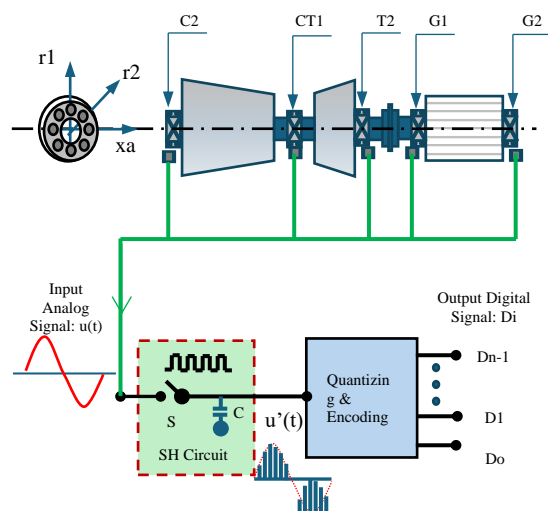 C2
CT1
T2
G1
G2
r1
r2
xa
Input
Analog
Signal: u(t)
Output Digital
Signal: Di
Dn-1
Quantizin
g &
Encoding
S
C
u'(t)
D1
SH Circuit
Do